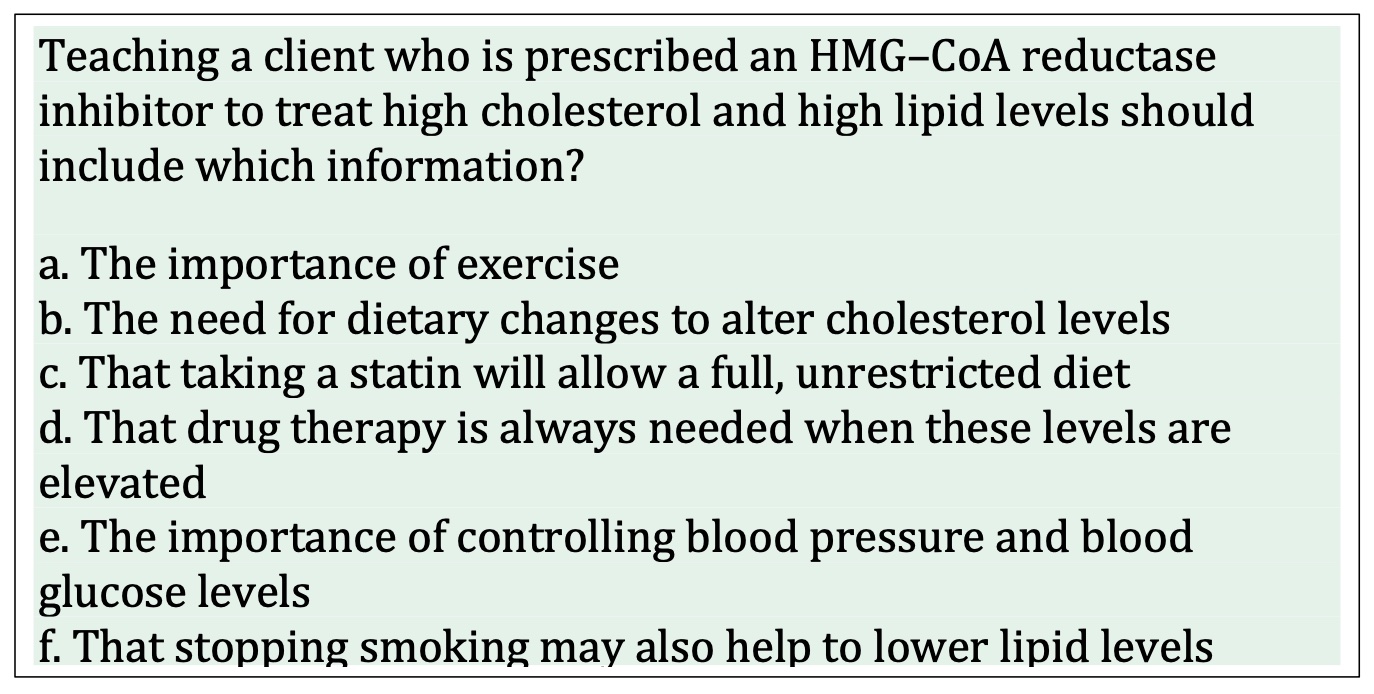 Teaching a client who is prescribed an HMG–CoA reductase
inhibitor to treat high cholesterol and high lipid levels should
include which information?
a. The importance of exercise
b. The need for dietary changes to alter cholesterol levels
c. That taking a statin will allow a full, unrestricted diet
d. That drug therapy is always needed when these levels are
elevated
e. The importance of controlling blood pressure and blood
glucose levels
f. That stopping smoking may also help to lower lipid levels